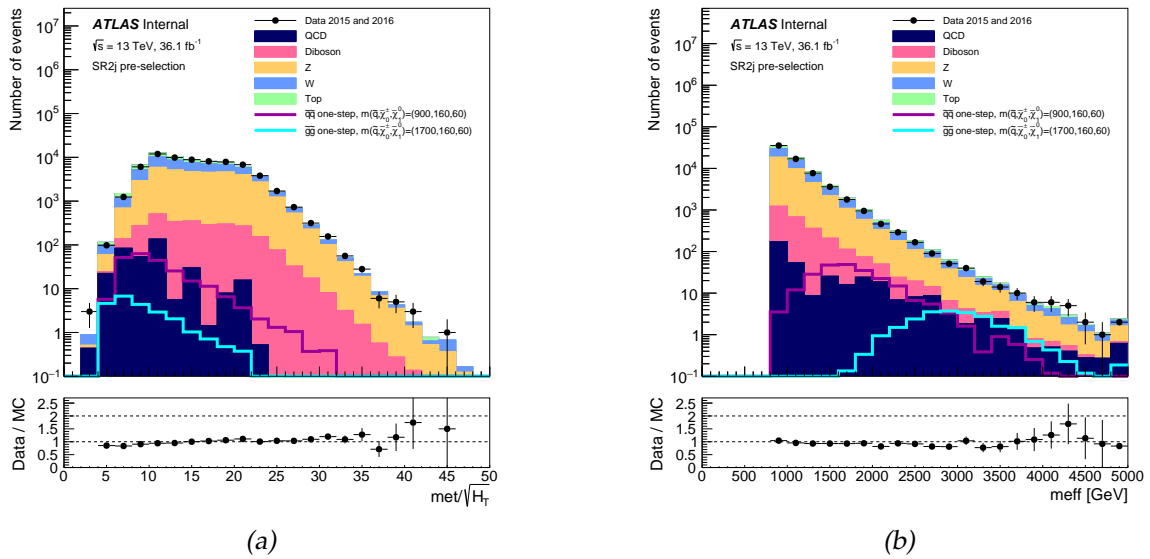 Number of events
10⁷
10⁶
10⁵
10⁴
10³
10²
10
1
10⁻¹
ATLAS Internal
√s = 13 TeV, 36.1 fb⁻¹
SR2j pre-selection
Data 2015 and 2016
QCD
Diboson
Z
W
Top
q̃q̃ one-step, m(q̃,χ̃₀^±,χ̃₁⁰)=(900,160,60)
g̃g̃ one-step, m(q̃,χ̃₀^±,χ̃₁⁰)=(1700,160,60)
Data / MC
2.5
2
1.5
1
0.5
0
0 5 10 15 20 25 30 35 40 45 50
met/√H_T
(a)
Number of events
10⁷
10⁶
10⁵
10⁴
10³
10²
10
1
10⁻¹
ATLAS Internal
√s = 13 TeV, 36.1 fb⁻¹
SR2j pre-selection
Data 2015 and 2016
QCD
Diboson
Z
W
Top
q̃q̃ one-step, m(q̃,χ̃₀^±,χ̃₁⁰)=(900,160,60)
g̃g̃ one-step, m(q̃,χ̃₀^±,χ̃₁⁰)=(1700,160,60)
Data / MC
2.5
2
1.5
1
0.5
0
0 500 1000 1500 2000 2500 3000 3500 4000 4500 5000
meff [GeV]
(b)